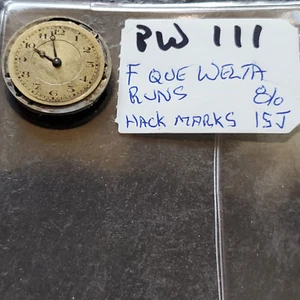 PW 111
F QUE WELTA
RUNS 8/0
HACK MARKS 15J